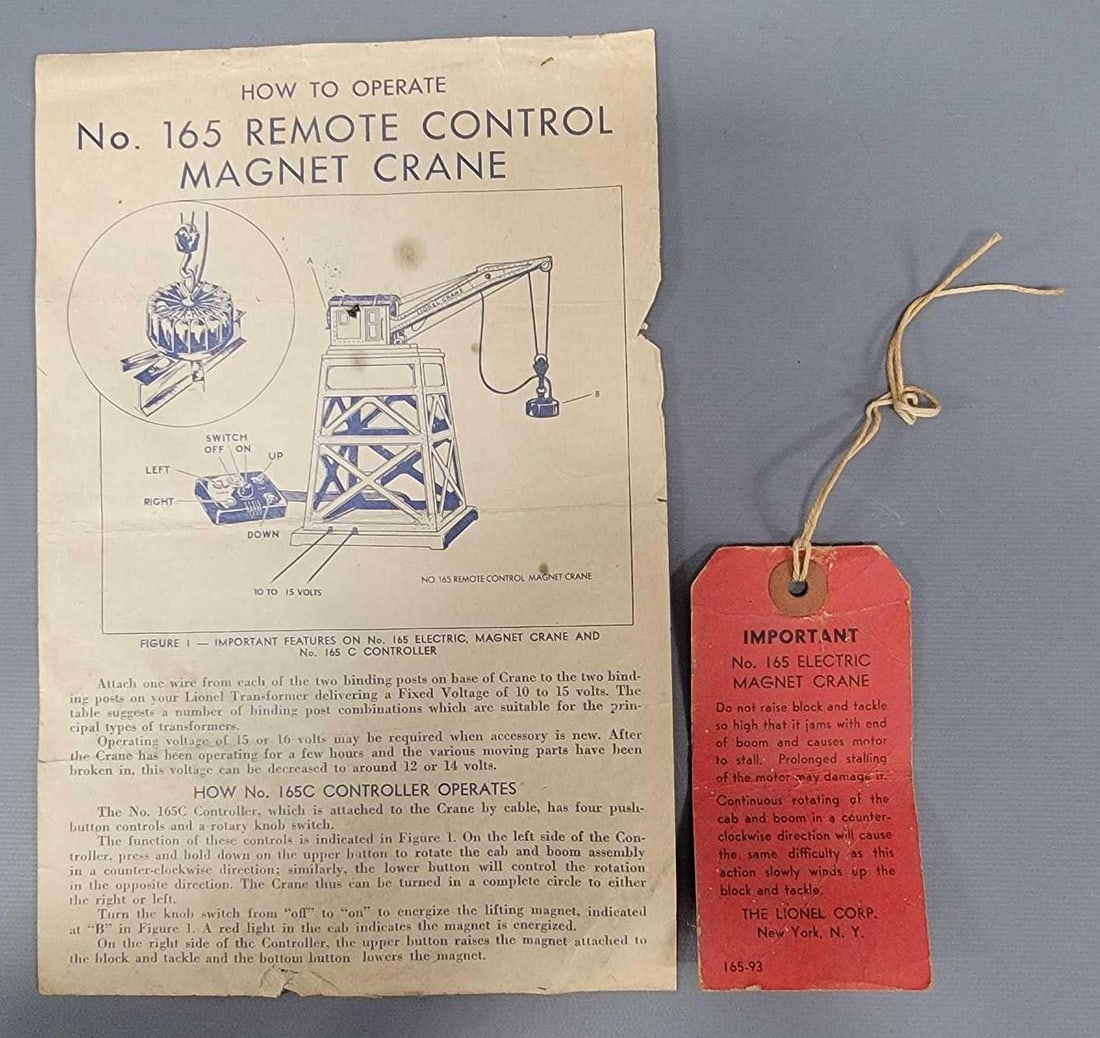 HOW TO OPERATE
No. 165 REMOTE CONTROL
MAGNET CRANE
A
LIONEL CRANE
B
SWITCH
OFF ON
UP
LEFT
RIGHT
DOWN
10 TO 15 VOLTS
NO. 165 REMOTE CONTROL MAGNET CRANE
FIGURE 1 — IMPORTANT FEATURES ON No. 165 ELECTRIC, MAGNET CRANE AND
No. 165 C CONTROLLER
Attach one wire from each of the two binding posts on base of Crane to the two bind-
ing posts on your Lionel Transformer delivering a Fixed Voltage of 10 to 15 volts. The
table suggests a number of binding post combinations which are suitable for the prin-
cipal types of transformers.
Operating voltage of 15 or 16 volts may be required when accessory is new. After
the Crane has been operating for a few hours and the various moving parts have been
broken in, this voltage can be decreased to around 12 or 14 volts.
HOW No. 165C CONTROLLER OPERATES
The No. 165C Controller, which is attached to the Crane by cable, has four push-
button controls and a rotary knob switch.
The function of these controls is indicated in Figure 1. On the left side of the Con-
troller, press and hold down on the upper button to rotate the cab and boom assembly
in a counter-clockwise direction; similarly, the lower button will control the rotation
in the opposite direction. The Crane thus can be turned in a complete circle to either
the right or left.
Turn the knob switch from "off" to "on" to energize the lifting magnet, indicated
at "B" in Figure 1. A red light in the cab indicates the magnet is energized.
On the right side of the Controller, the upper button raises the magnet attached to
the block and tackle and the bottom button lowers the magnet.
IMPORTANT
No. 165 ELECTRIC
MAGNET CRANE
Do not raise block and tackle
so high that it jams with end
of boom and causes motor
to stall. Prolonged stalling
of the motor may damage it.
Continuous rotating of the
cab and boom in a counter-
clockwise direction will cause
the same difficulty as this
action slowly winds up the
block and tackle.
THE LIONEL CORP.
New York, N. Y.
165-93